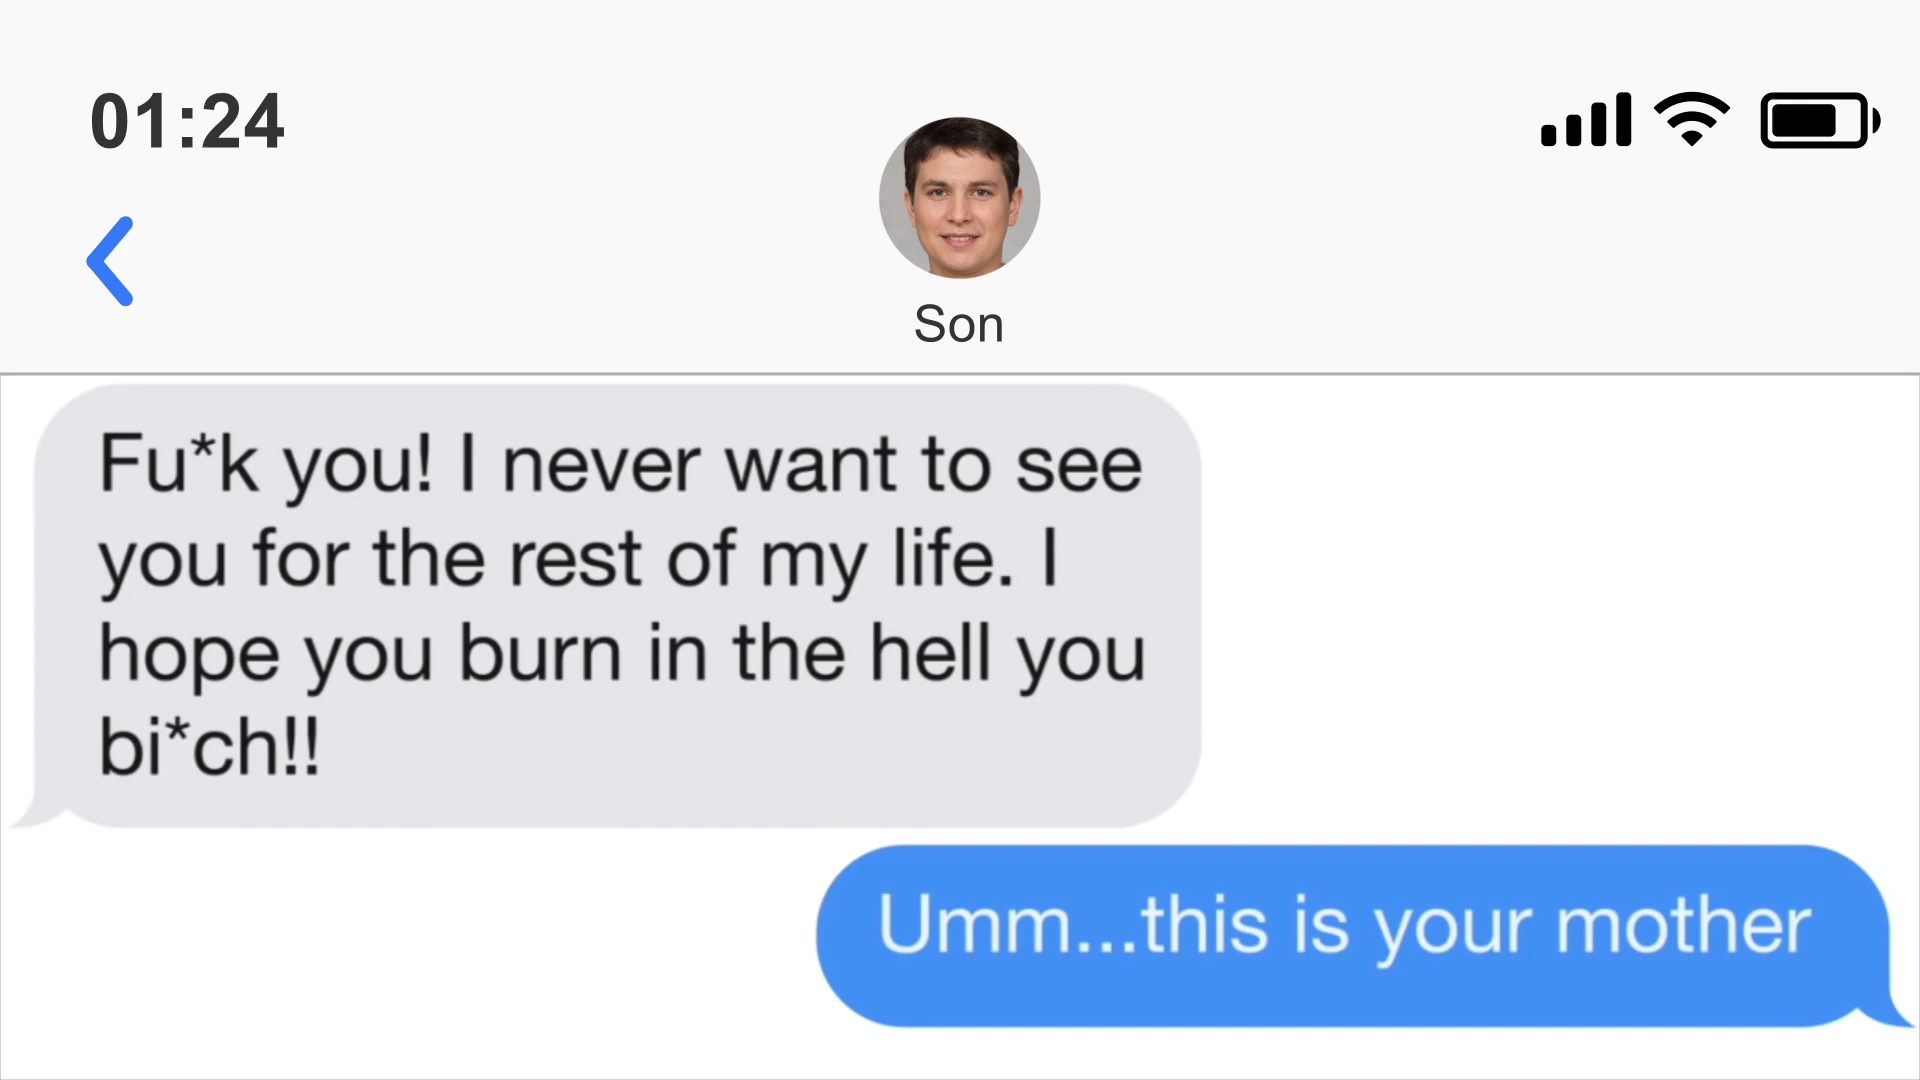 01:24
Son
Fu*k you! I never want to see
you for the rest of my life. I
hope you burn in the hell you
bi*ch!!
Umm...this is your mother